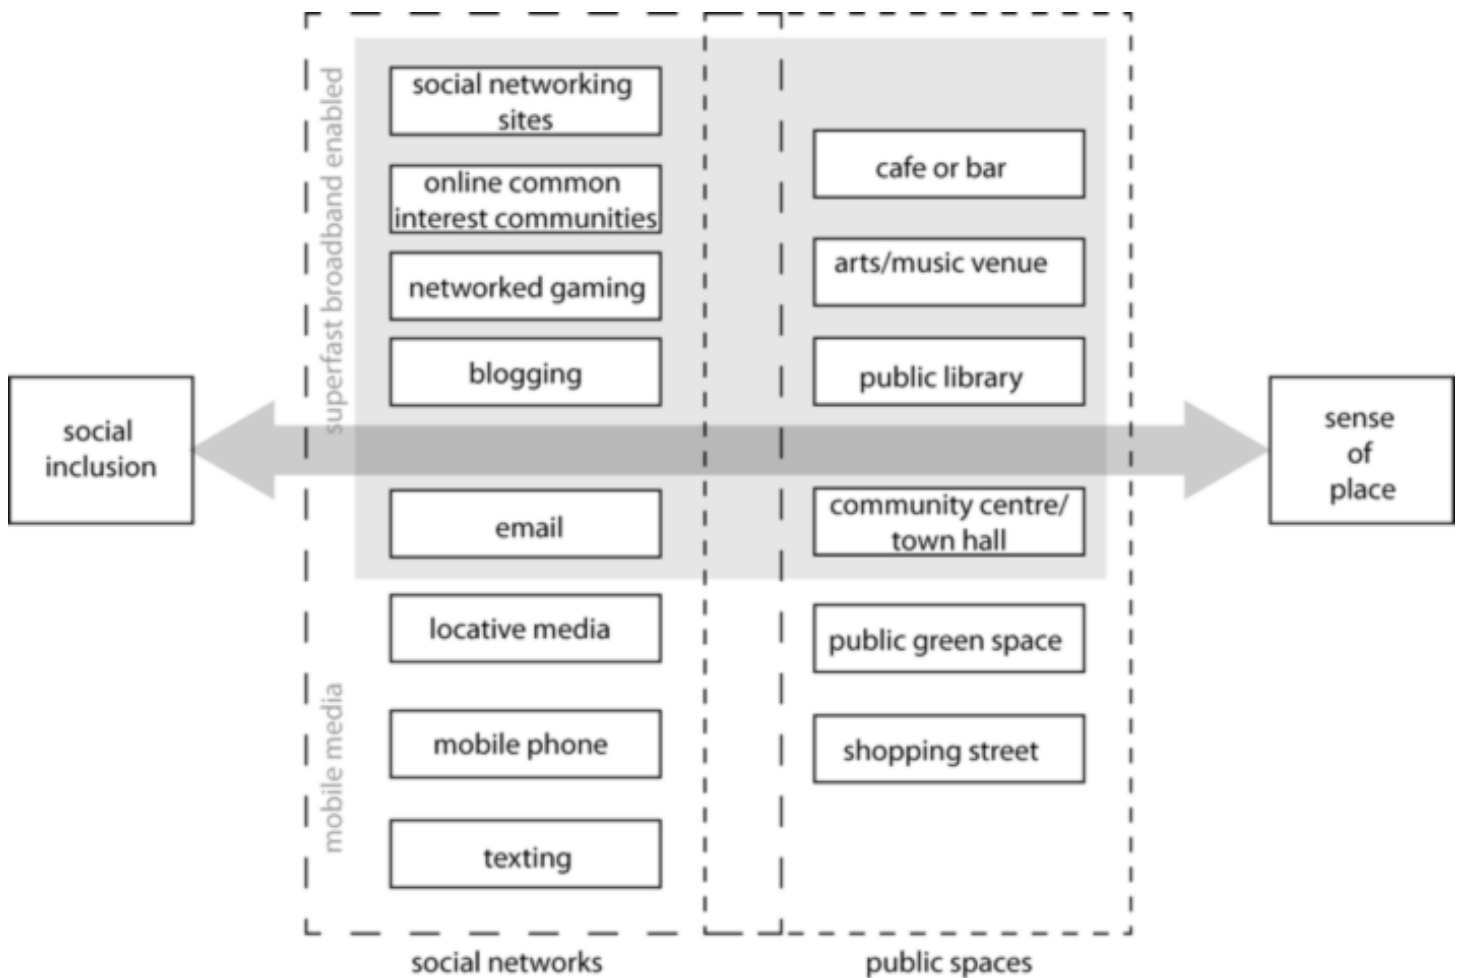 superfast broadband enabled
mobile media
social
inclusion
social networking
sites
online common
interest communities
networked gaming
blogging
email
locative media
mobile phone
texting
social networks
cafe or bar
arts/music venue
public library
community centre/
town hall
public green space
shopping street
public spaces
sense
of
place